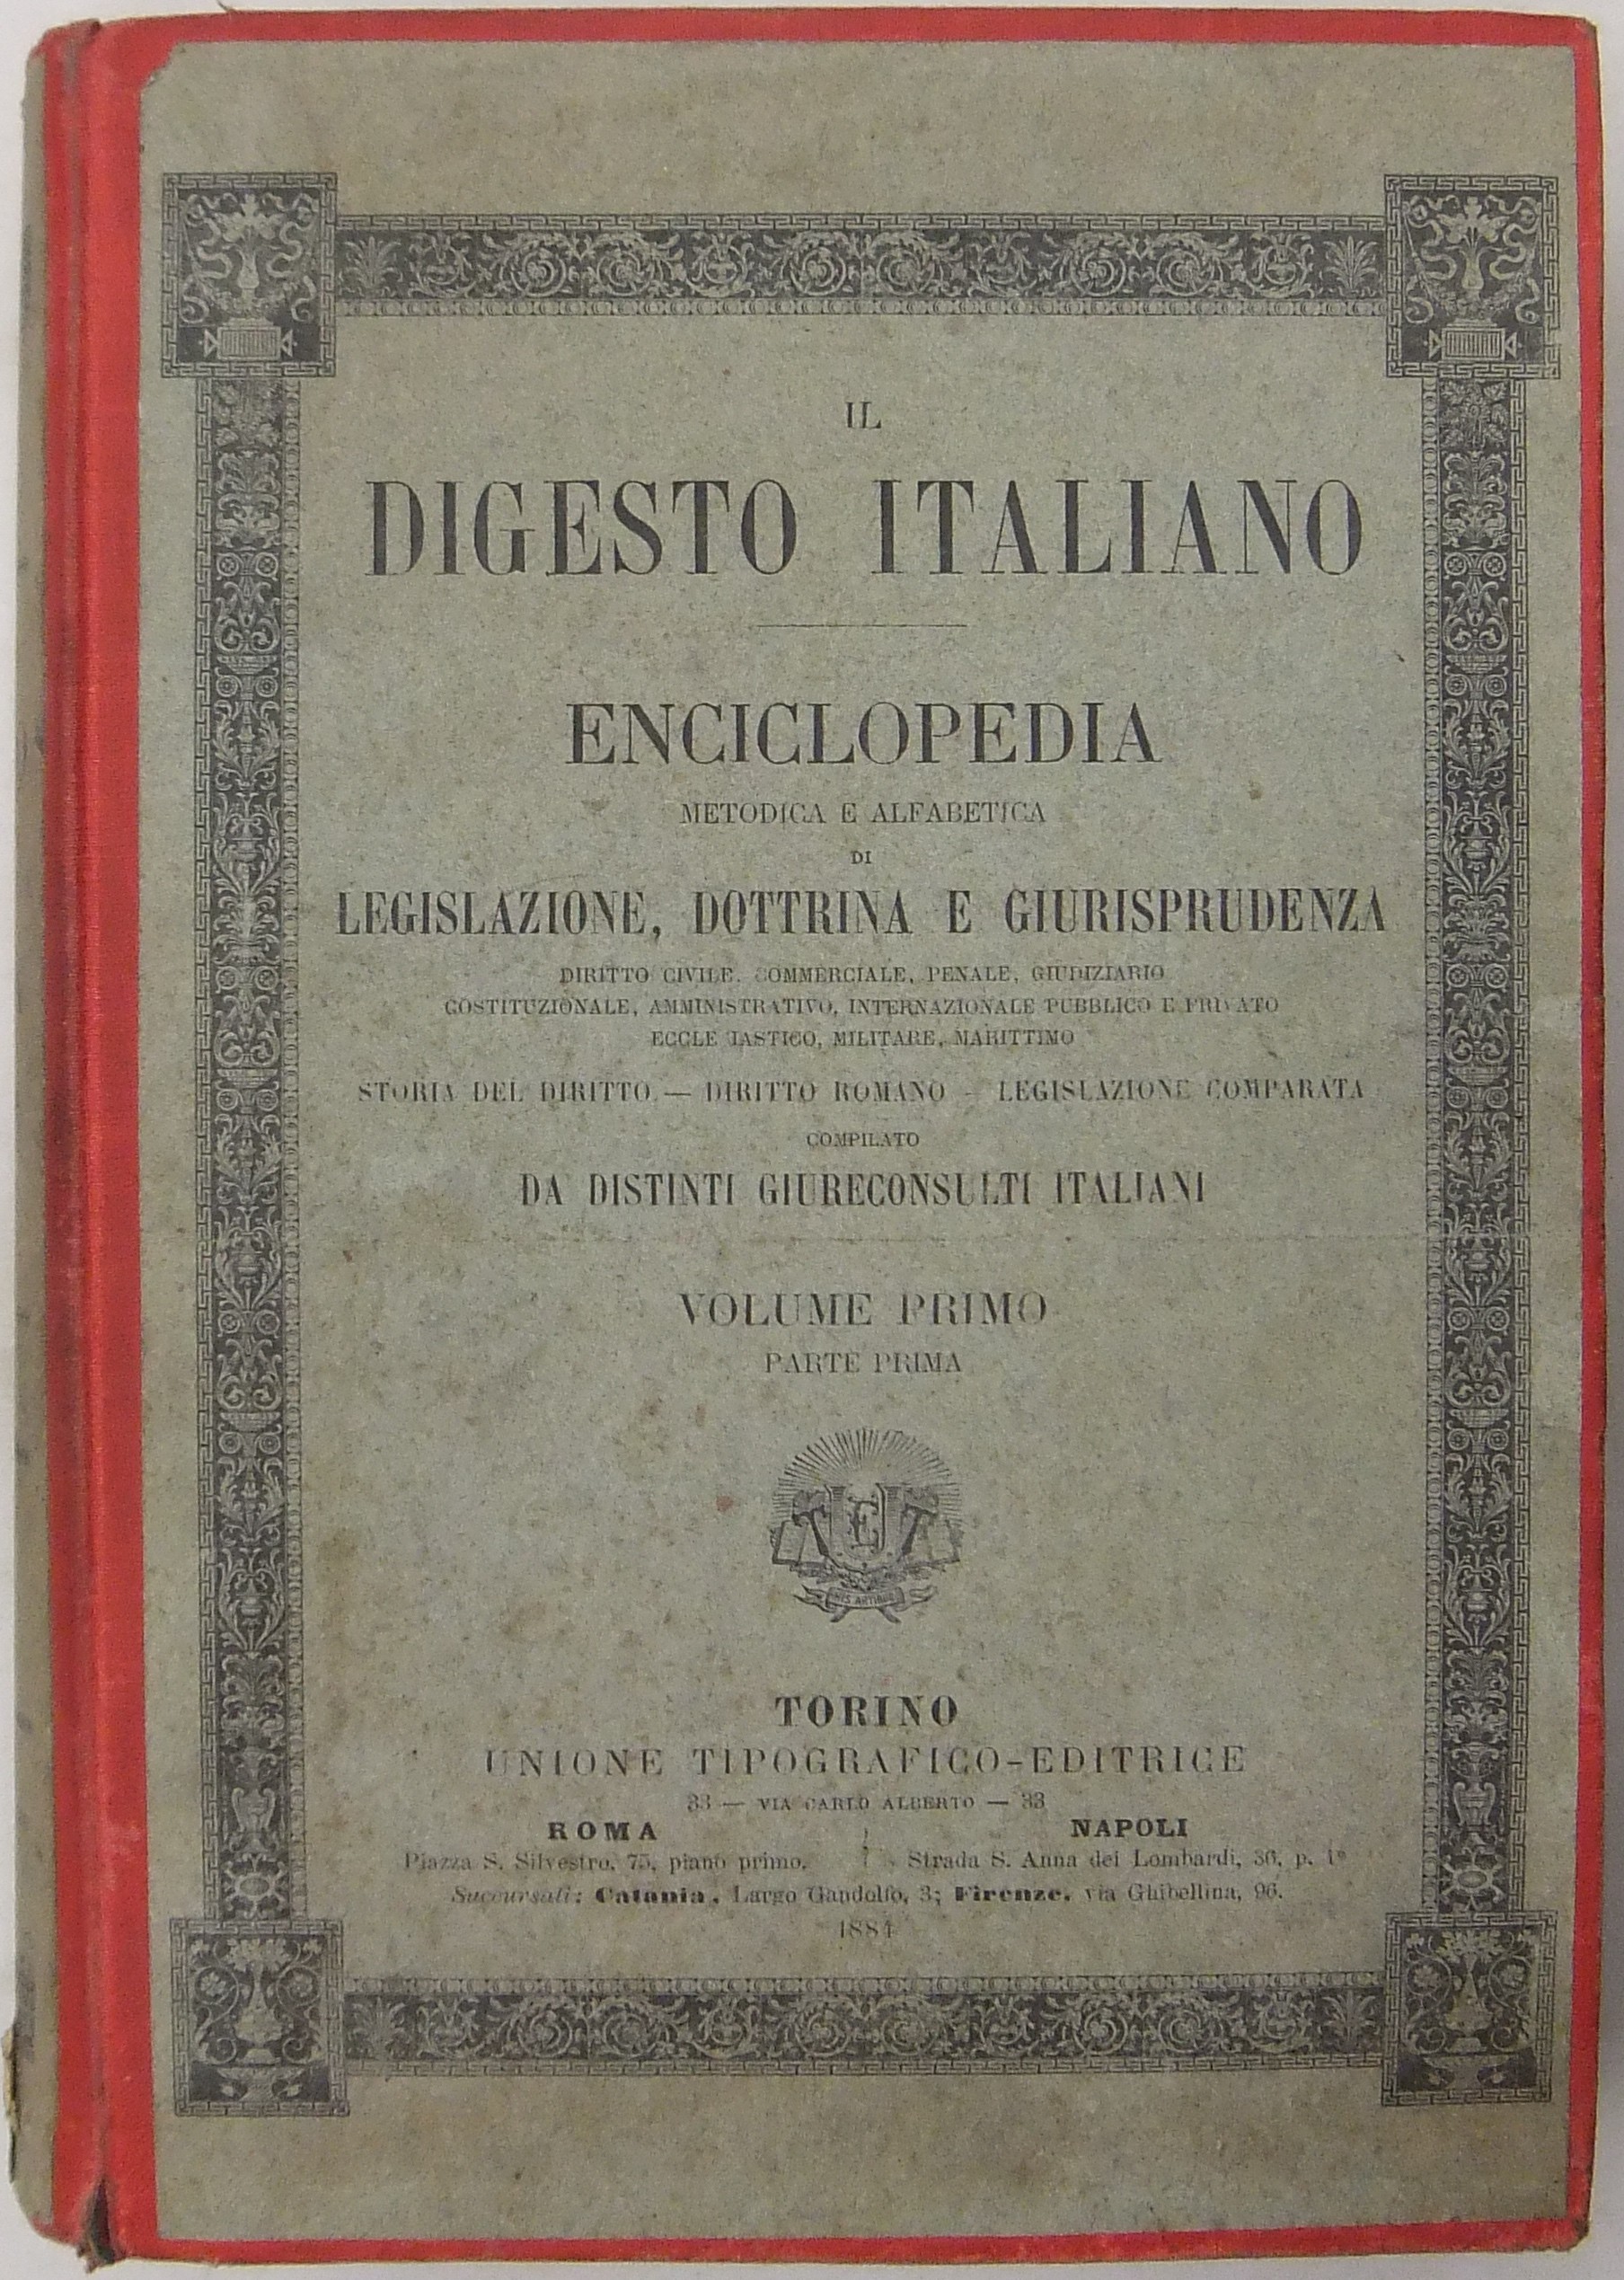 IL
DIGESTO ITALIANO
ENCICLOPEDIA
METODICA E ALFABETICA
DI
LEGISLAZIONE, DOTTRINA E GIURISPRUDENZA
DIRITTO CIVILE, COMMERCIALE, PENALE, GIUDIZIARIO
COSTITUZIONALE, AMMINISTRATIVO, INTERNAZIONALE PUBBLICO E PRIVATO
ECCLESIASTICO, MILITARE, MARITTIMO
STORIA DEL DIRITTO — DIRITTO ROMANO — LEGISLAZIONE COMPARATA
COMPILATO
DA DISTINTI GIURECONSULTI ITALIANI
VOLUME PRIMO
PARTE PRIMA
TORINO
UNIONE TIPOGRAFICO-EDITRICE
33 — VIA CARLO ALBERTO — 33
ROMA
Piazza S. Silvestro, 75, piano primo.
NAPOLI
Strada S. Anna dei Lombardi, 36, p. 1º
Succursali: Catania, Largo Gandolfo, 3; Firenze, via Ghibellina, 96.
1884